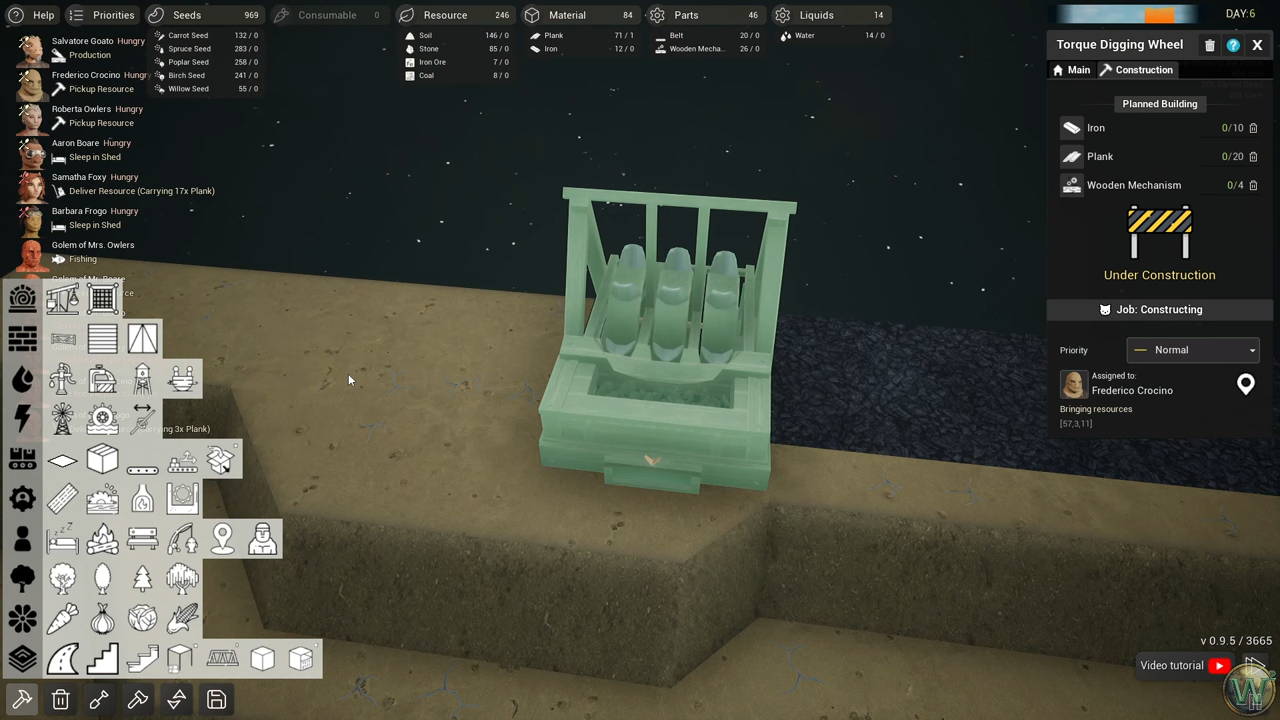 Help
Priorities
Seeds 969
Consumable 0
Resource 246
Material 84
Parts 46
Liquids 14
DAY:6
Carrot Seed 132 / 0
Spruce Seed 283 / 0
Poplar Seed 258 / 0
Birch Seed 241 / 0
Willow Seed 55 / 0
Soil 146 / 0
Stone 85 / 0
Iron Ore 7 / 0
Coal 8 / 0
Plank 71 / 1
Iron 12 / 0
Belt 20 / 0
Wooden Mecha... 26 / 0
Water 14 / 0
Salvatore Goato Hungry
Production
Frederico Crocino Hungry
Pickup Resource
Roberta Owlers Hungry
Pickup Resource
Aaron Boare Hungry
Sleep in Shed
Samatha Foxy Hungry
Deliver Resource (Carrying 17x Plank)
Barbara Frogo Hungry
Sleep in Shed
Golem of Mrs. Owlers
Fishing
Torque Digging Wheel
Main
Construction
Planned Building
Iron 0/10
Plank 0/20
Wooden Mechanism 0/4
Under Construction
Job: Constructing
Priority Normal
Assigned to:
Frederico Crocino
Bringing resources
[57,3,11]
v 0.9.5 / 3665
Video tutorial